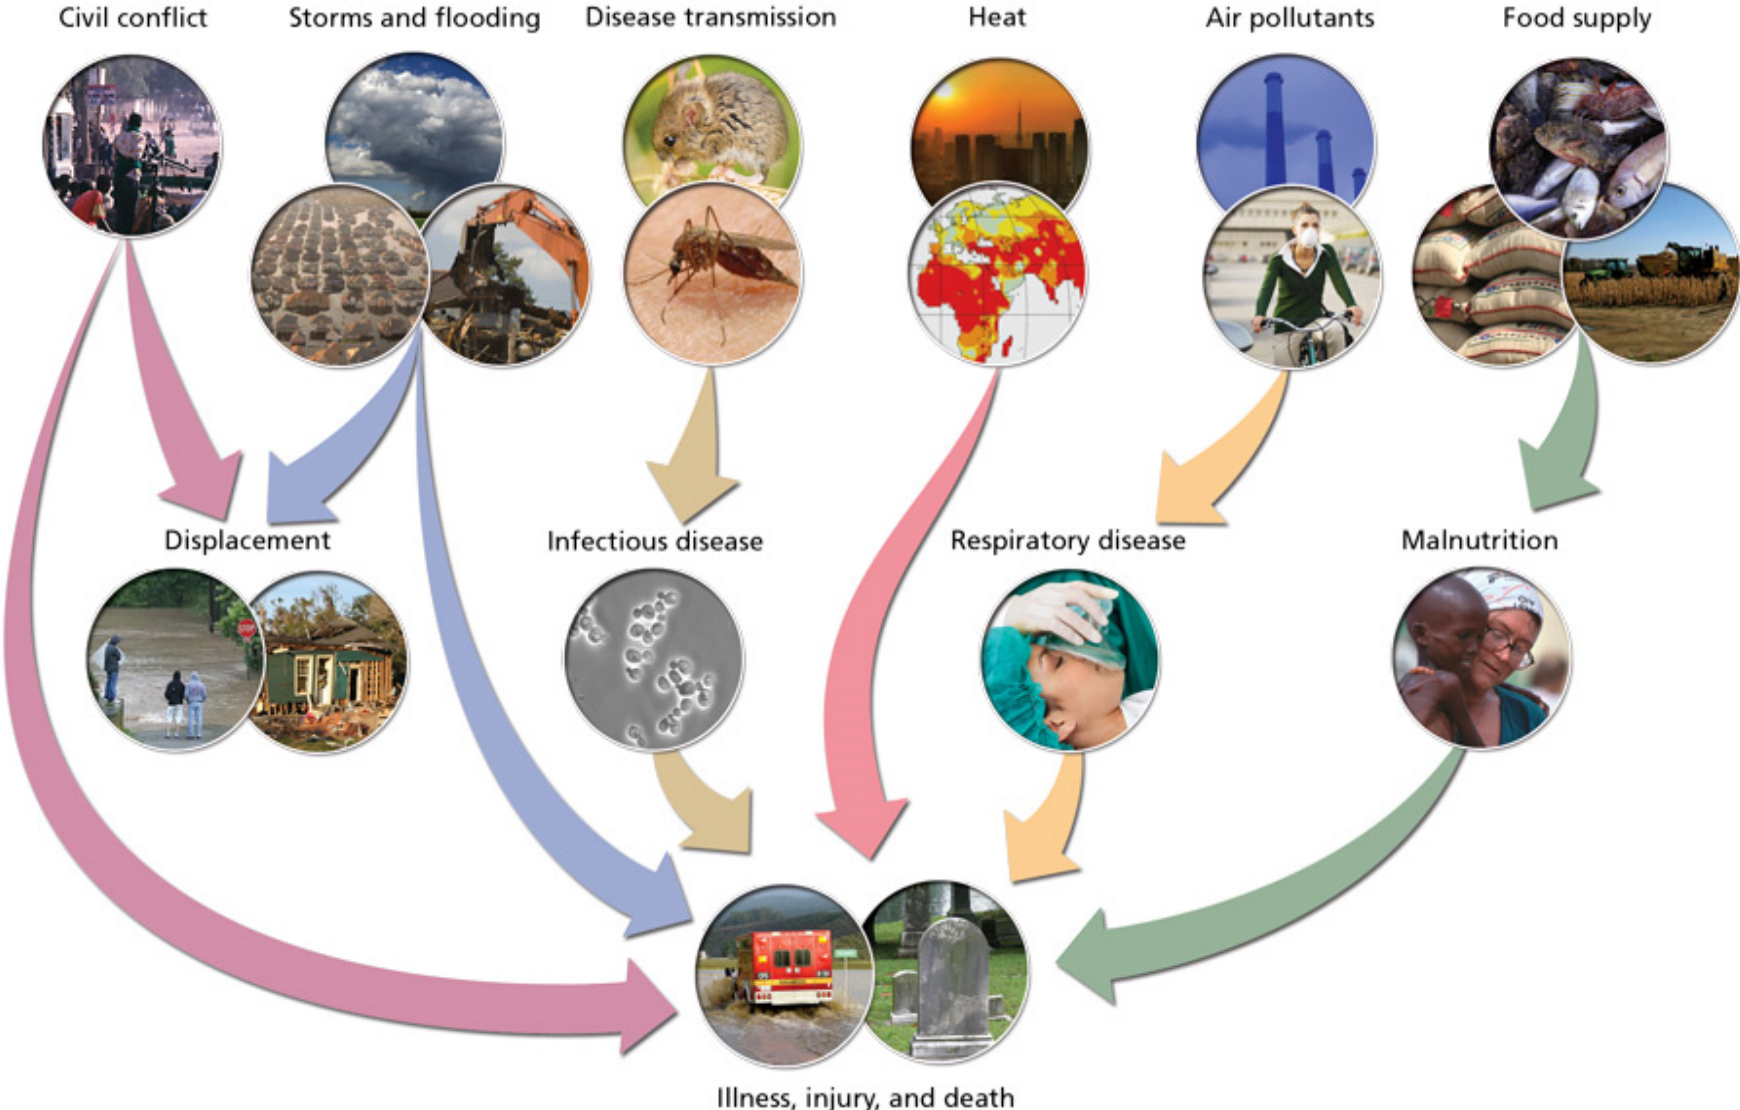 Civil conflict
Storms and flooding
Disease transmission
Heat
Air pollutants
Food supply
Displacement
Infectious disease
Respiratory disease
Malnutrition
Illness, injury, and death